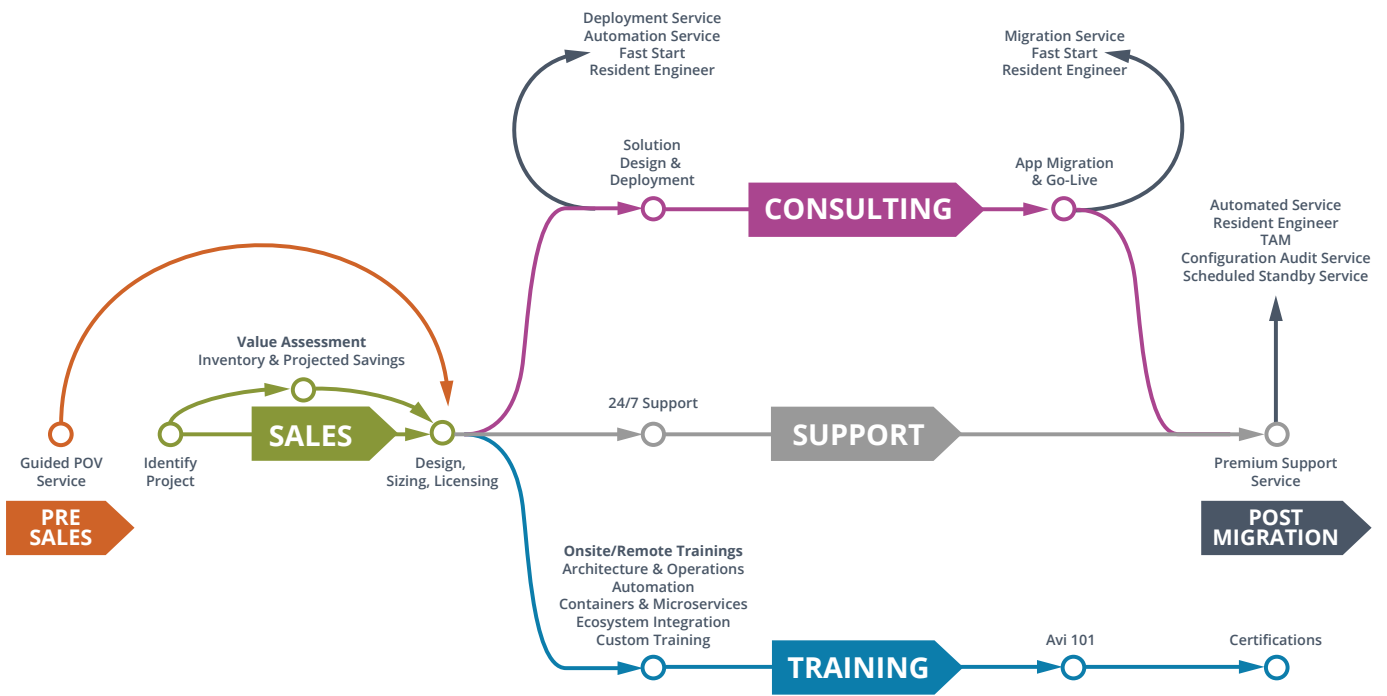 Deployment Service
Automation Service
Fast Start
Resident Engineer
Migration Service
Fast Start
Resident Engineer
Solution
Design &
Deployment
CONSULTING
App Migration
& Go-Live
Automated Service
Resident Engineer
TAM
Configuration Audit Service
Scheduled Standby Service
Value Assessment
Inventory & Projected Savings
SALES
24/7 Support
SUPPORT
Guided POV
Service
Identify
Project
Design,
Sizing, Licensing
Premium Support
Service
PRE
SALES
POST
MIGRATION
Onsite/Remote Trainings
Architecture & Operations
Automation
Containers & Microservices
Ecosystem Integration
Custom Training
TRAINING
Avi 101
Certifications